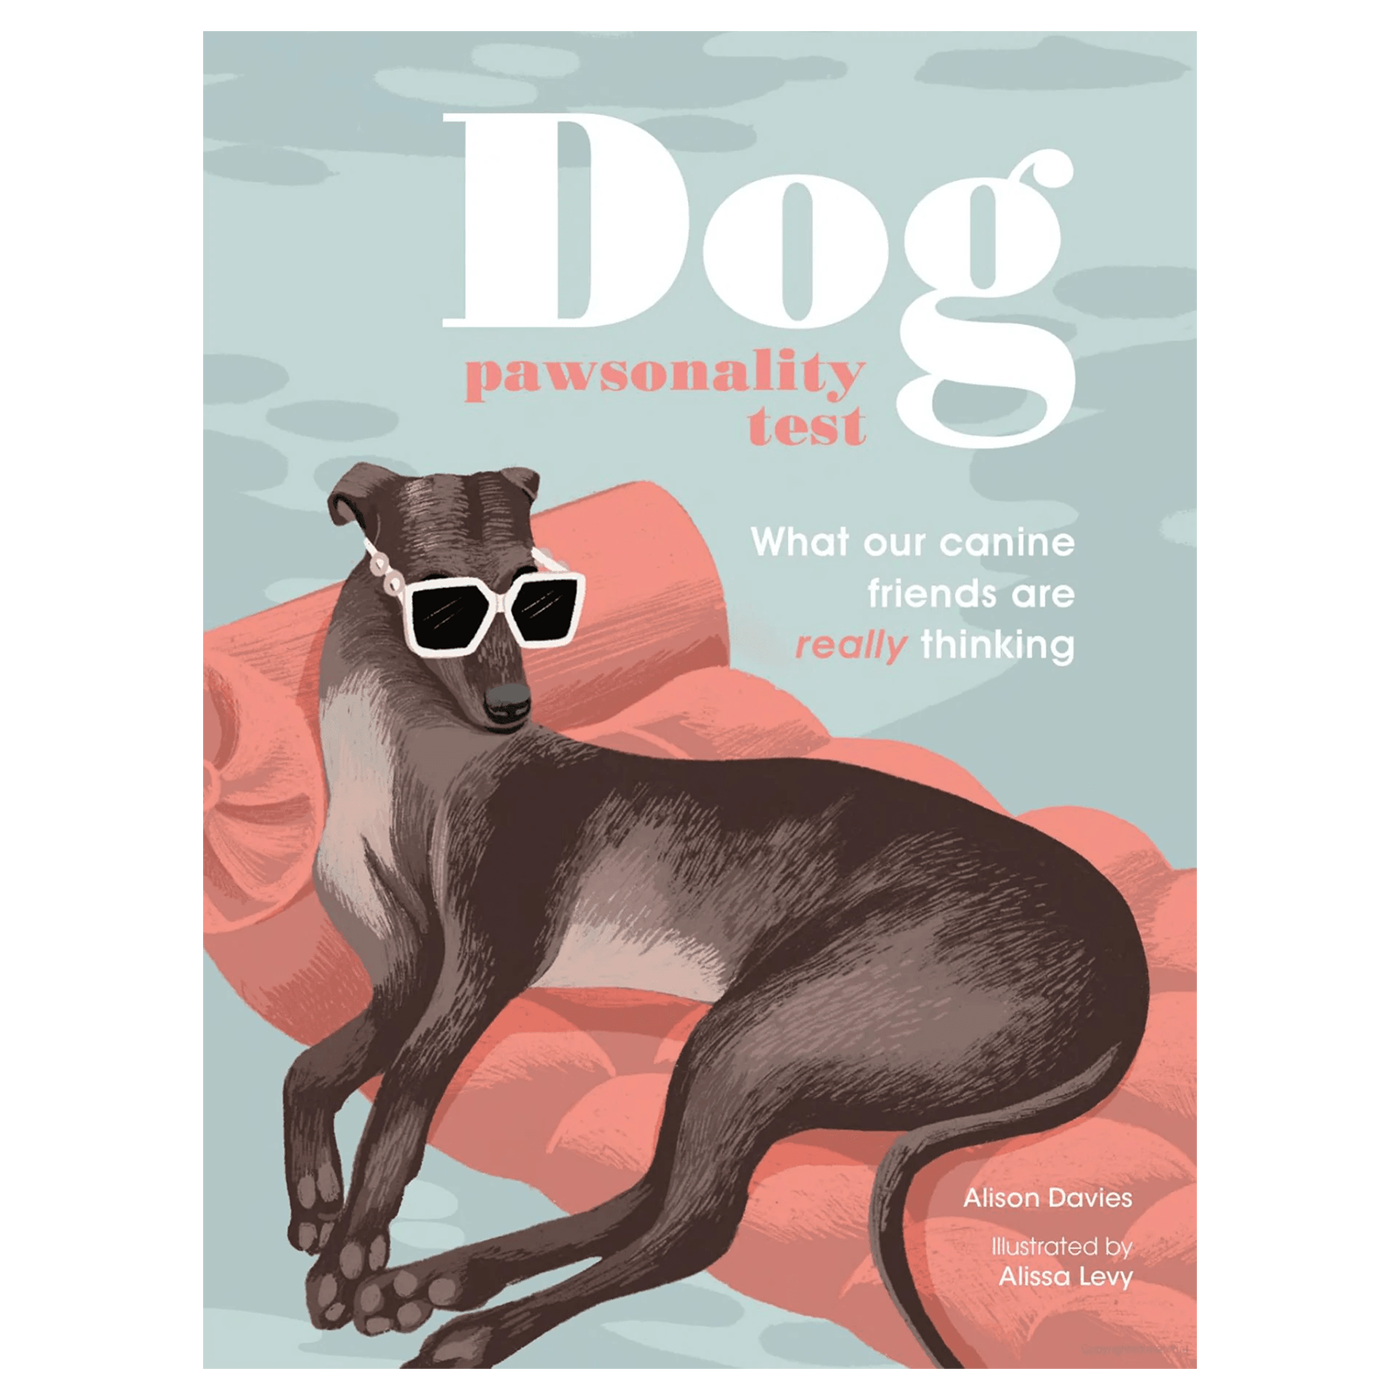 Dog
pawsonality
test
What our canine
friends are
really thinking
Alison Davies
Illustrated by
Alissa Levy